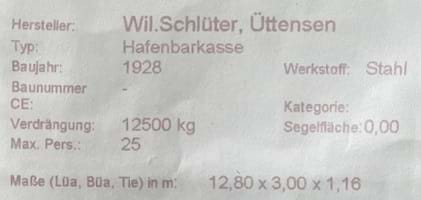 Hersteller: Wil.Schlüter, Üttensen
Typ: Hafenbarkasse
Baujahr: 1928 Werkstoff: Stahl
Baunummer -
CE: Kategorie:
Verdrängung: 12500 kg Segelfläche: 0,00
Max. Pers.: 25
Maße (Lüa, Büa, Tie) in m: 12,80 x 3,00 x 1,16